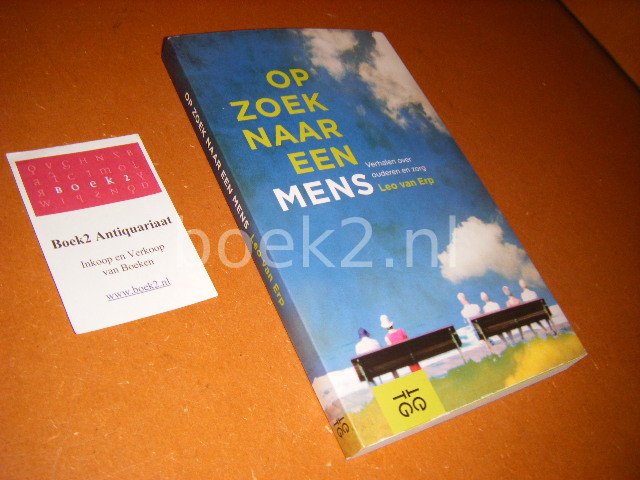 Q V G H N S R
B o e k 2
Boek2 Antiquariaat
Inkoop en Verkoop
van Boeken
www.boek2.nl
OP
ZOEK
NAAR
EEN
MENS
Verhalen over
ouderen en zorg
Leo van Erp
OP ZOEK NAAR EEN MENS Leo van Erp
boek2.nl